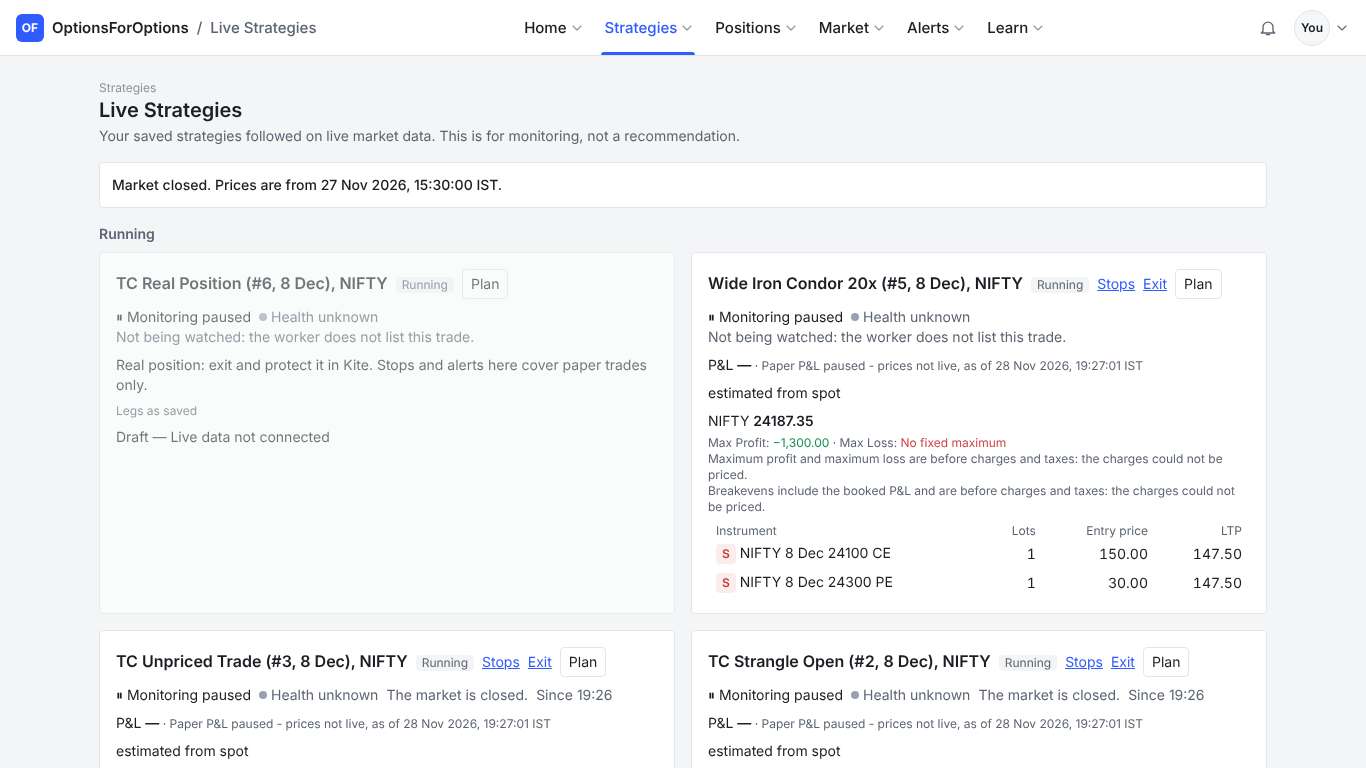 OF OptionsForOptions / Live Strategies Home Strategies Positions Market Alerts Learn You
Strategies
Live Strategies
Your saved strategies followed on live market data. This is for monitoring, not a recommendation.
Market closed. Prices are from 27 Nov 2026, 15:30:00 IST.
Running
TC Real Position (#6, 8 Dec), NIFTY Running Plan
Monitoring paused Health unknown
Not being watched: the worker does not list this trade.
Real position: exit and protect it in Kite. Stops and alerts here cover paper trades
only.
Legs as saved
Draft — Live data not connected
Wide Iron Condor 20x (#5, 8 Dec), NIFTY Running Stops Exit Plan
Monitoring paused Health unknown
Not being watched: the worker does not list this trade.
P&L — · Paper P&L paused - prices not live, as of 28 Nov 2026, 19:27:01 IST
estimated from spot
NIFTY 24187.35
Max Profit: −1,300.00 · Max Loss: No fixed maximum
Maximum profit and maximum loss are before charges and taxes: the charges could not be
priced.
Breakevens include the booked P&L and are before charges and taxes: the charges could not
be priced.
Instrument Lots Entry price LTP
S NIFTY 8 Dec 24100 CE 1 150.00 147.50
S NIFTY 8 Dec 24300 PE 1 30.00 147.50
TC Unpriced Trade (#3, 8 Dec), NIFTY Running Stops Exit Plan
Monitoring paused Health unknown The market is closed. Since 19:26
P&L — · Paper P&L paused - prices not live, as of 28 Nov 2026, 19:27:01 IST
estimated from spot
TC Strangle Open (#2, 8 Dec), NIFTY Running Stops Exit Plan
Monitoring paused Health unknown The market is closed. Since 19:26
P&L — · Paper P&L paused - prices not live, as of 28 Nov 2026, 19:27:01 IST
estimated from spot